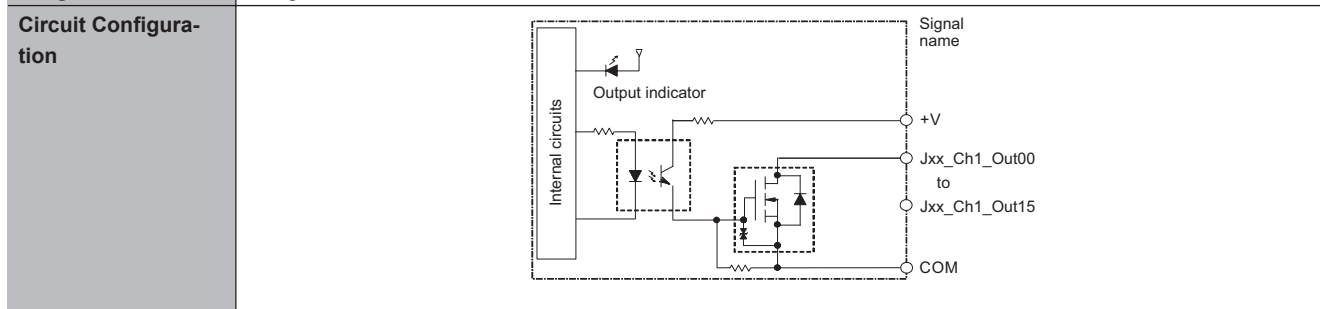 Circuit Configura-
tion
Signal
name
Output indicator
Internal circuits
+V
Jxx_Ch1_Out00
to
Jxx_Ch1_Out15
COM